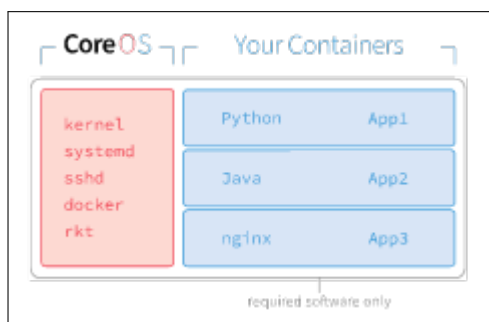 CoreOS Your Containers
kernel
systemd
sshd
docker
rkt
Python App1
Java App2
nginx App3
required software only